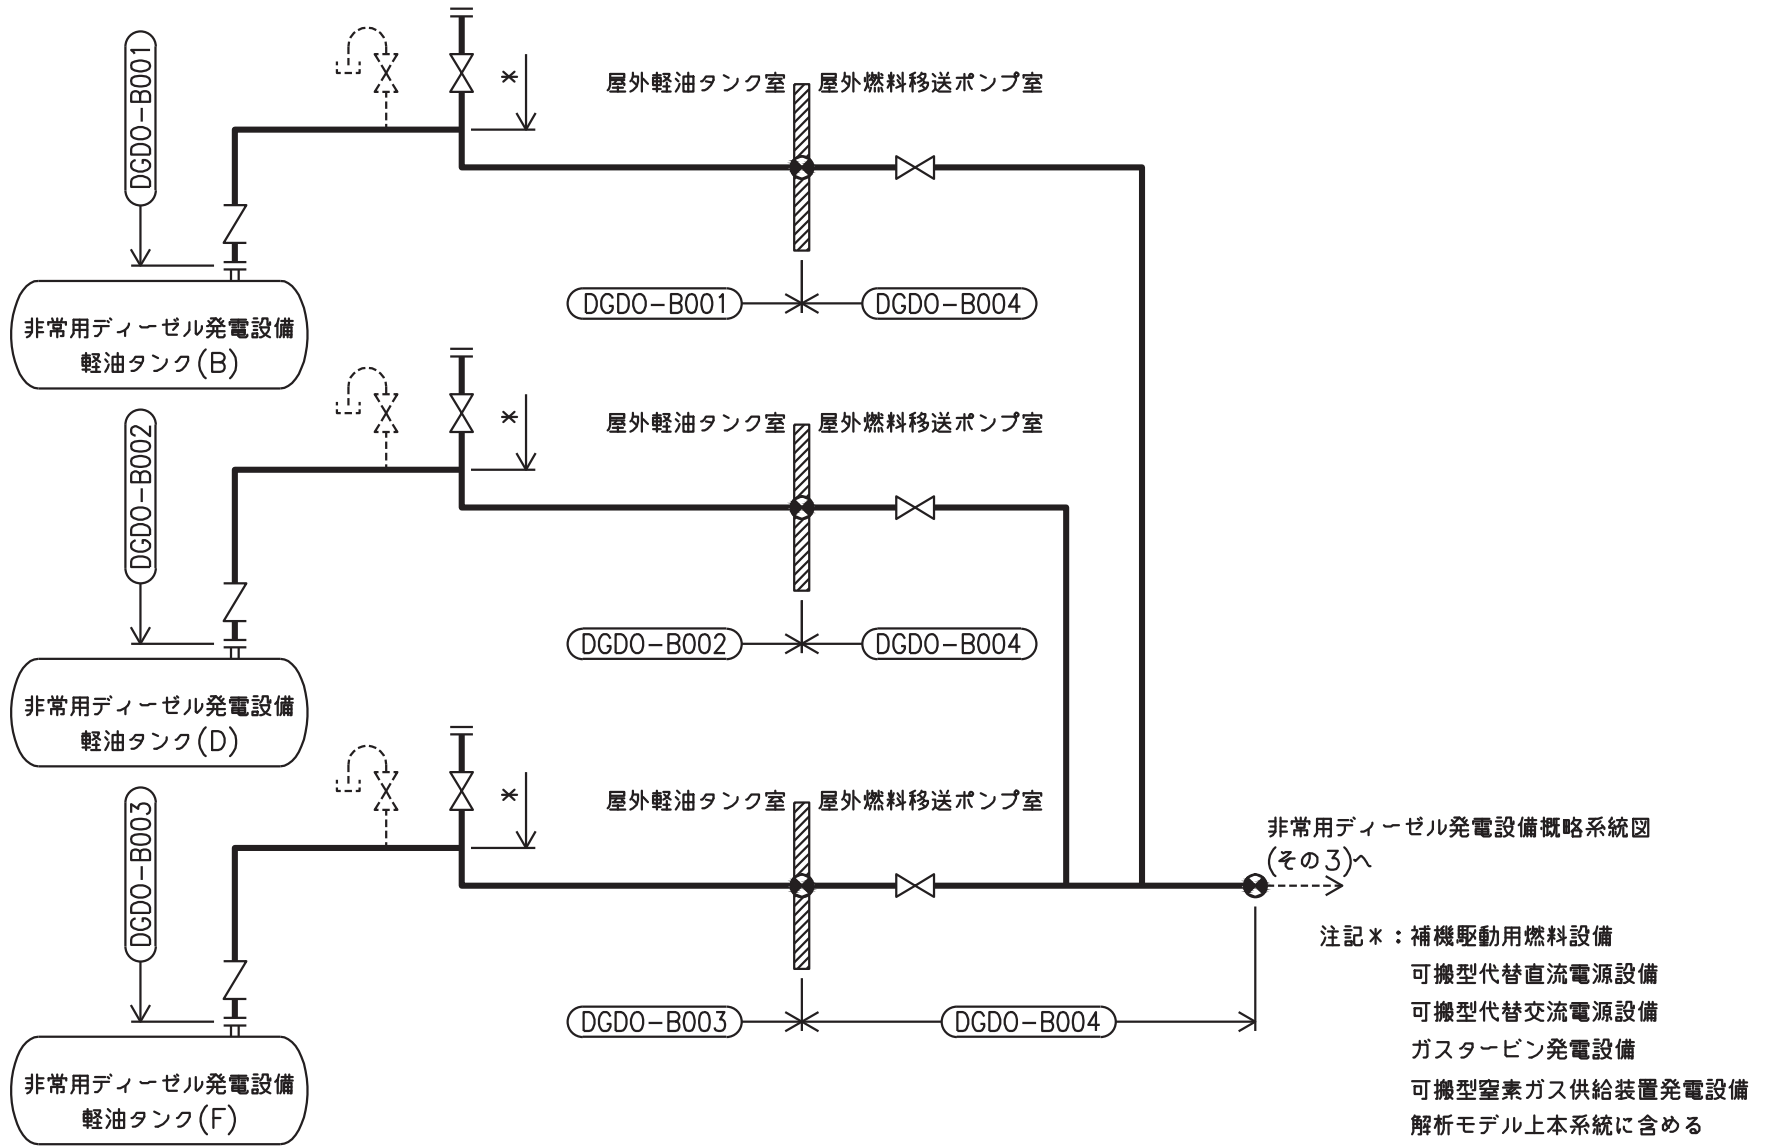 DGDO-B001
*
屋外軽油タンク室
屋外燃料移送ポンプ室
DGDO-B001
DGDO-B004
非常用ディーゼル発電設備
軽油タンク(B)
DGDO-B002
*
屋外軽油タンク室
屋外燃料移送ポンプ室
DGDO-B002
DGDO-B004
非常用ディーゼル発電設備
軽油タンク(D)
DGDO-B003
*
屋外軽油タンク室
屋外燃料移送ポンプ室
DGDO-B003
DGDO-B004
非常用ディーゼル発電設備
軽油タンク(F)
非常用ディーゼル発電設備概略系統図
(その3)へ
注記*：補機駆動用燃料設備
可搬型代替直流電源設備
可搬型代替交流電源設備
ガスタービン発電設備
可搬型窒素ガス供給装置発電設備
解析モデル上本系統に含める